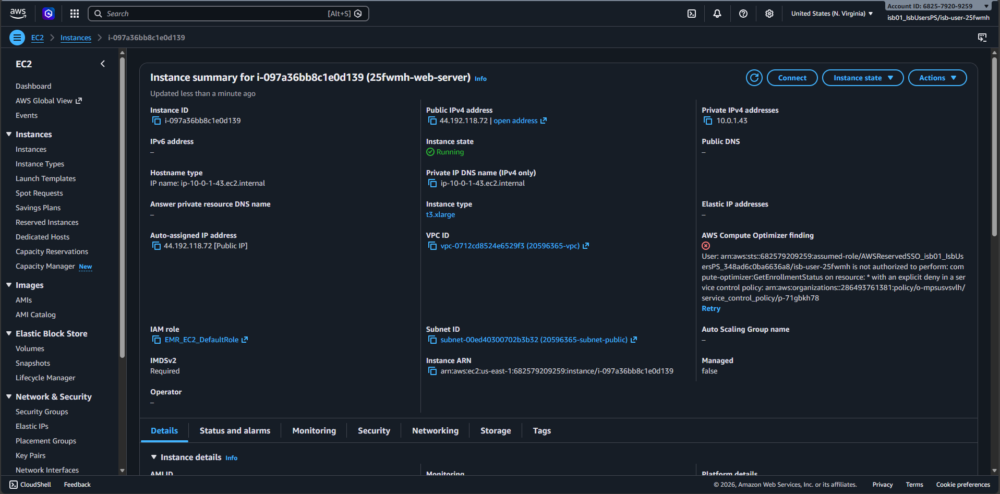 aws
Search [Alt+S]
United States (N. Virginia)
Account ID: 6825-7920-9259
isb01_IsbUsersPS/isb-user-25fwmh
EC2 Instances i-097a36bb8c1e0d139
EC2
Dashboard
AWS Global View
Events
Instances
Instances
Instance Types
Launch Templates
Spot Requests
Savings Plans
Reserved Instances
Dedicated Hosts
Capacity Reservations
Capacity Manager New
Images
AMIs
AMI Catalog
Elastic Block Store
Volumes
Snapshots
Lifecycle Manager
Network & Security
Security Groups
Elastic IPs
Placement Groups
Key Pairs
Network Interfaces
Instance summary for i-097a36bb8c1e0d139 (25fwmh-web-server) Info
Updated less than a minute ago
Connect
Instance state
Actions
Instance ID
i-097a36bb8c1e0d139
Public IPv4 address
44.192.118.72 | open address
Private IPv4 addresses
10.0.1.43
IPv6 address
–
Instance state
Running
Public DNS
–
Hostname type
IP name: ip-10-0-1-43.ec2.internal
Private IP DNS name (IPv4 only)
ip-10-0-1-43.ec2.internal
Answer private resource DNS name
–
Instance type
t3.xlarge
Elastic IP addresses
–
Auto-assigned IP address
44.192.118.72 [Public IP]
VPC ID
vpc-0712cd8524e6529f3 (20596365-vpc)
AWS Compute Optimizer finding
User: arn:aws:sts::682579209259:assumed-role/AWSReservedSSO_isb01_IsbUs
ersPS_348ad6c0ba6636a8/isb-user-25fwmh is not authorized to perform: com
pute-optimizer:GetEnrollmentStatus on resource: * with an explicit deny in a ser
vice control policy: arn:aws:organizations::286493761381:policy/o-mpsusvsvlh/
service_control_policy/p-71gbkh78
Retry
IAM role
EMR_EC2_DefaultRole
Subnet ID
subnet-00ed40300702b3b32 (20596365-subnet-public)
Auto Scaling Group name
–
IMDSv2
Required
Instance ARN
arn:aws:ec2:us-east-1:682579209259:instance/i-097a36bb8c1e0d139
Managed
false
Operator
–
Details
Status and alarms
Monitoring
Security
Networking
Storage
Tags
Instance details Info
AMI ID
Monitoring
Platform details
CloudShell
Feedback
© 2026, Amazon Web Services, Inc. or its affiliates.
Privacy
Terms
Cookie preferences